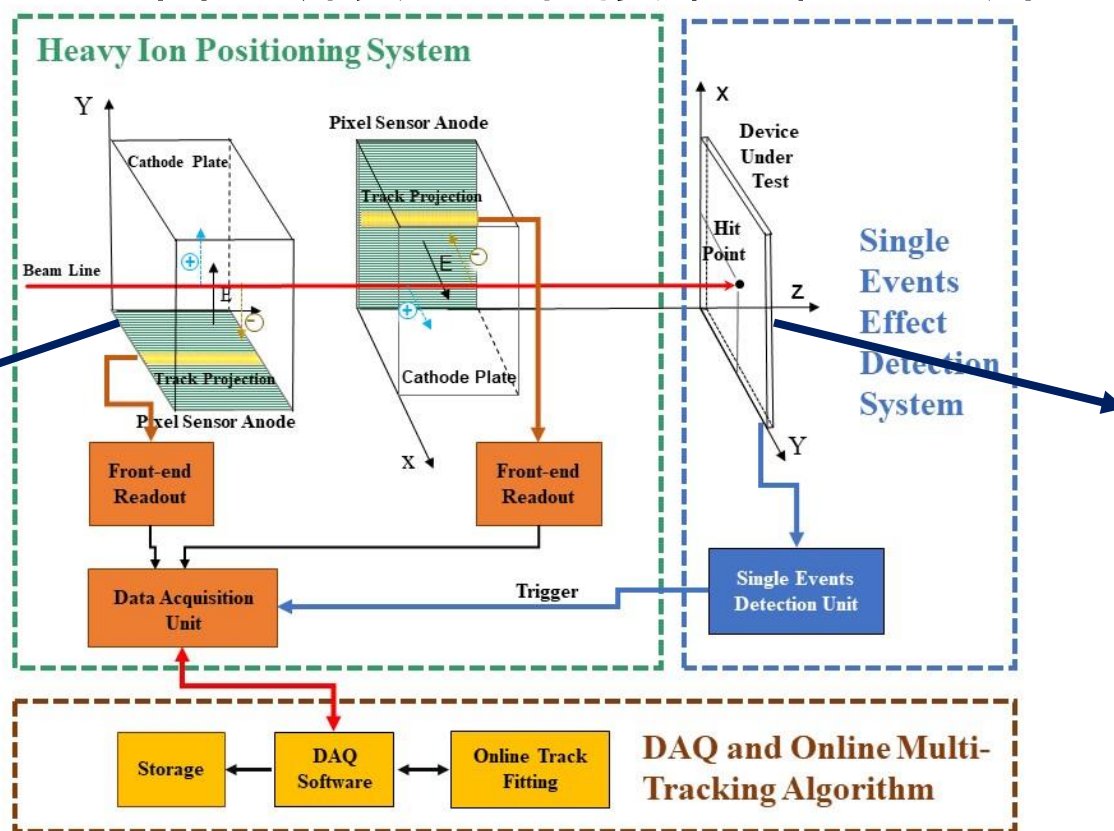 Heavy Ion Positioning System
Y
Cathode Plate
Beam Line
+
E
-
Track Projection
Pixel Sensor Anode
Pixel Sensor Anode
Track Projection
E
-
+
Cathode Plate
X
X
Device
Under
Test
Hit
Point
Z
Y
Single
Events
Effect
Detection
System
Front-end
Readout
Front-end
Readout
Data Acquisition
Unit
Trigger
Single Events
Detection Unit
Storage
DAQ
Software
Online Track
Fitting
DAQ and Online Multi-
Tracking Algorithm